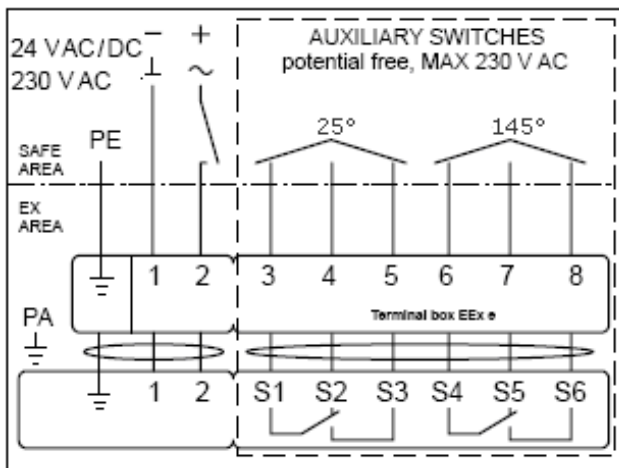 − +
24 VAC/DC
⊥ ~
230 V AC
AUXILIARY SWITCHES
potential free, MAX 230 V AC
25° 145°
SAFE
AREA
PE
EX
AREA
1 2 3 4 5 6 7 8
Terminal box EEx e
PA
1 2 S1 S2 S3 S4 S5 S6